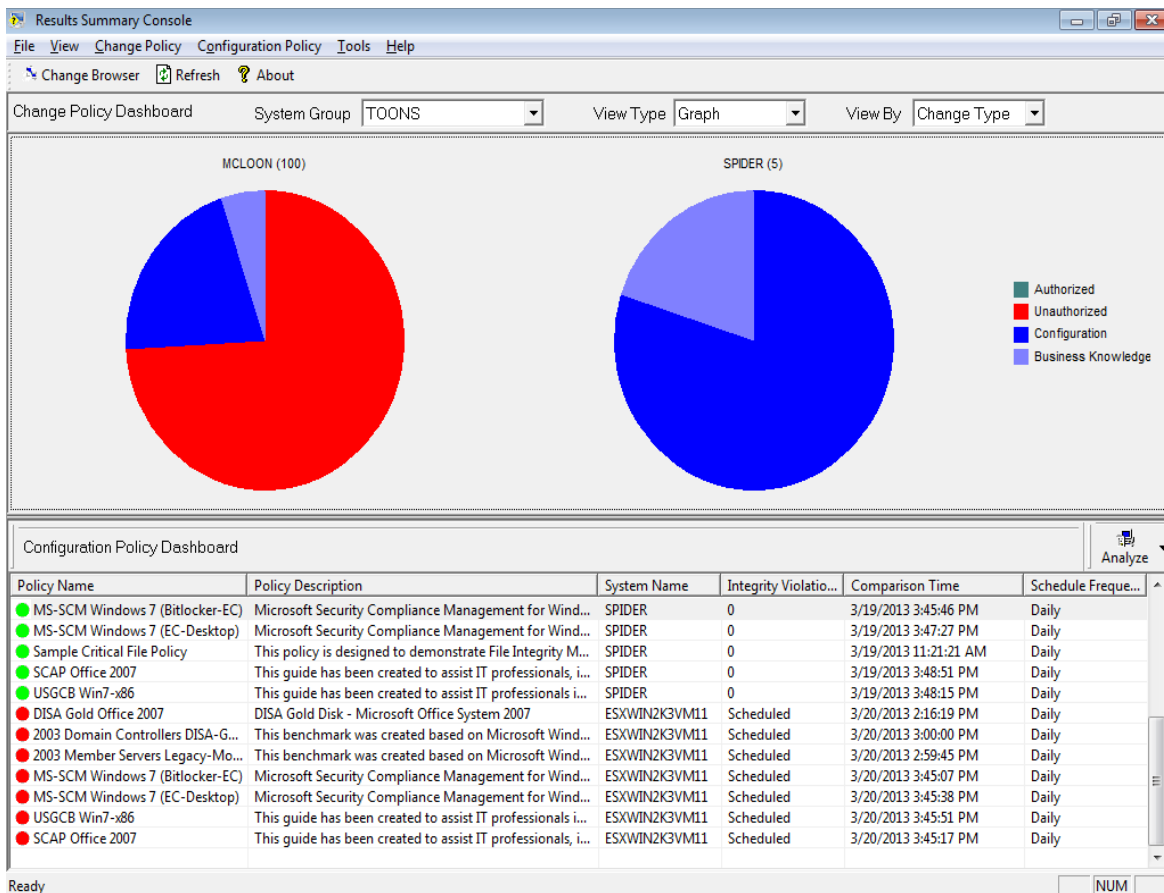 Results Summary Console
File View Change Policy Configuration Policy Tools Help
Change Browser Refresh About
Change Policy Dashboard System Group TOONS View Type Graph View By Change Type
MCLOON (100) SPIDER (5)
Authorized
Unauthorized
Configuration
Business Knowledge
Configuration Policy Dashboard
Analyze
Policy Name Policy Description System Name Integrity Violatio... Comparison Time Schedule Freque...
MS-SCM Windows 7 (Bitlocker-EC) Microsoft Security Compliance Management for Wind... SPIDER 0 3/19/2013 3:45:46 PM Daily
MS-SCM Windows 7 (EC-Desktop) Microsoft Security Compliance Management for Wind... SPIDER 0 3/19/2013 3:47:27 PM Daily
Sample Critical File Policy This policy is designed to demonstrate File Integrity M... SPIDER 0 3/19/2013 11:21:21 AM Daily
SCAP Office 2007 This guide has been created to assist IT professionals, i... SPIDER 0 3/19/2013 3:48:51 PM Daily
USGCB Win7-x86 This guide has been created to assist IT professionals i... SPIDER 0 3/19/2013 3:48:15 PM Daily
DISA Gold Office 2007 DISA Gold Disk - Microsoft Office System 2007 ESXWIN2K3VM11 Scheduled 3/20/2013 2:16:19 PM Daily
2003 Domain Controllers DISA-G... This benchmark was created based on Microsoft Wind... ESXWIN2K3VM11 Scheduled 3/20/2013 3:00:00 PM Daily
2003 Member Servers Legacy-Mo... This benchmark was created based on Microsoft Wind... ESXWIN2K3VM11 Scheduled 3/20/2013 2:59:45 PM Daily
MS-SCM Windows 7 (Bitlocker-EC) Microsoft Security Compliance Management for Wind... ESXWIN2K3VM11 Scheduled 3/20/2013 3:45:07 PM Daily
MS-SCM Windows 7 (EC-Desktop) Microsoft Security Compliance Management for Wind... ESXWIN2K3VM11 Scheduled 3/20/2013 3:45:38 PM Daily
USGCB Win7-x86 This guide has been created to assist IT professionals i... ESXWIN2K3VM11 Scheduled 3/20/2013 3:45:51 PM Daily
SCAP Office 2007 This guide has been created to assist IT professionals, i... ESXWIN2K3VM11 Scheduled 3/20/2013 3:45:17 PM Daily
Ready NUM